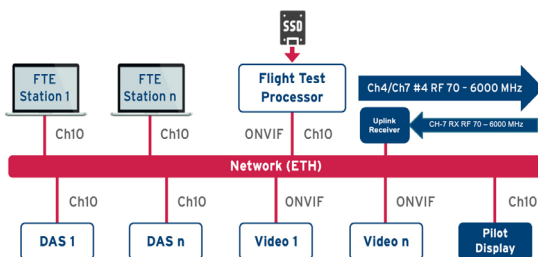 SSD
FTE
Station 1
FTE
Station n
Flight Test
Processor
Ch4/Ch7 #4 RF 70 - 6000 MHz
Uplink
Receiver
CH-7 RX RF 70 – 6000 MHz
Ch10
Ch10
ONVIF
Ch10
Network (ETH)
Ch10
Ch10
ONVIF
ONVIF
Ch10
DAS 1
DAS n
Video 1
Video n
Pilot
Display